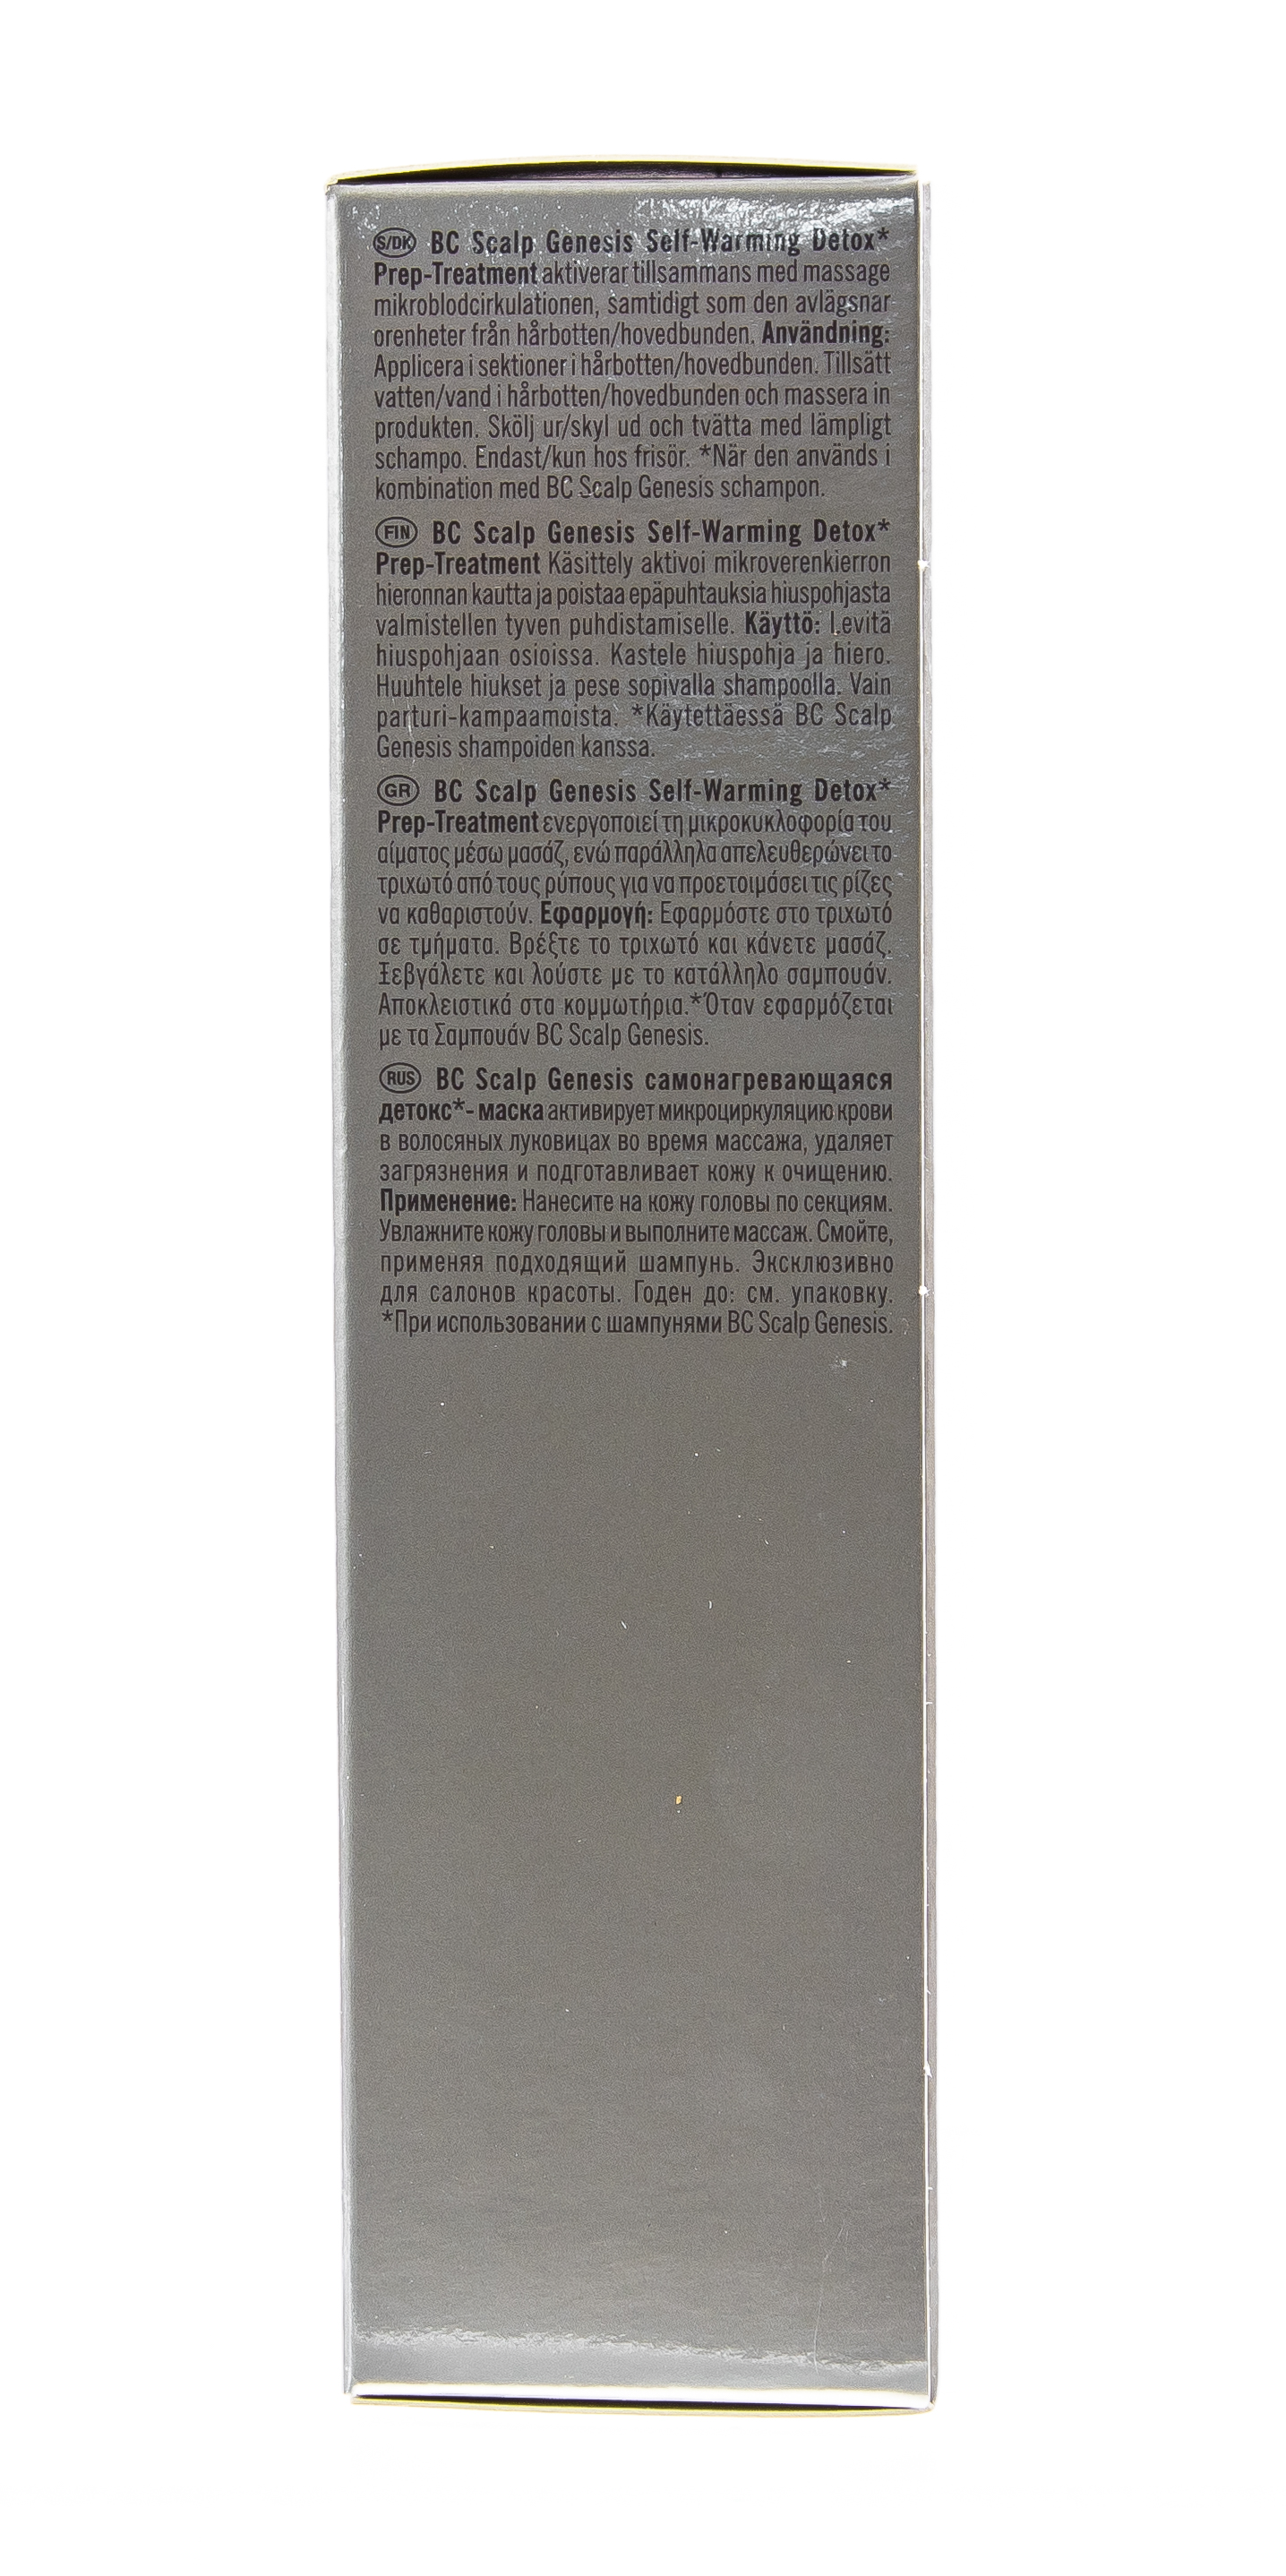 S/DK BC Scalp Genesis Self-Warming Detox*
Prep-Treatment aktiverar tillsammans med massage
mikroblodcirkulationen, samtidigt som den avlägsnar
orenheter från hårbotten/hovedbunden. Användning:
Applicera i sektioner i hårbotten/hovedbunden. Tillsätt
vatten/vand i hårbotten/hovedbunden och massera in
produkten. Skölj ur/skyl ud och tvätta med lämpligt
schampo. Endast/kun hos frisör. *När den används i
kombination med BC Scalp Genesis schampon.
FIN BC Scalp Genesis Self-Warming Detox*
Prep-Treatment Käsittely aktivoi mikroverenkierron
hieronnan kautta ja poistaa epäpuhtauksia hiuspohjasta
valmistellen tyven puhdistamiselle. Käyttö: Levitä
hiuspohjaan osioissa. Kastele hiuspohja ja hiero.
Huuhtele hiukset ja pese sopivalla shampoolla. Vain
parturi-kampaamoista. *Käytettäessä BC Scalp
Genesis shampoiden kanssa.
GR BC Scalp Genesis Self-Warming Detox*
Prep-Treatment ενεργοποιεί τη μικροκυκλοφορία του
αίματος μέσω μασάζ, ενώ παράλληλα απελευθερώνει το
τριχωτό από τους ρύπους για να προετοιμάσει τις ρίζες
να καθαριστούν. Εφαρμογή: Εφαρμόστε στο τριχωτό
σε τμήματα. Βρέξτε το τριχωτό και κάνετε μασάζ.
Ξεβγάλετε και λούστε με το κατάλληλο σαμπουάν.
Αποκλειστικά στα κομμωτήρια.*Όταν εφαρμόζεται
με τα Σαμπουάν BC Scalp Genesis.
RUS BC Scalp Genesis самонагревающаяся
детокс*- маска активирует микроциркуляцию крови
в волосяных луковицах во время массажа, удаляет
загрязнения и подготавливает кожу к очищению.
Применение: Нанесите на кожу головы по секциям.
Увлажните кожу головы и выполните массаж. Смойте,
применяя подходящий шампунь. Эксклюзивно
для салонов красоты. Годен до: см. упаковку.
*При использовании с шампунями BC Scalp Genesis.